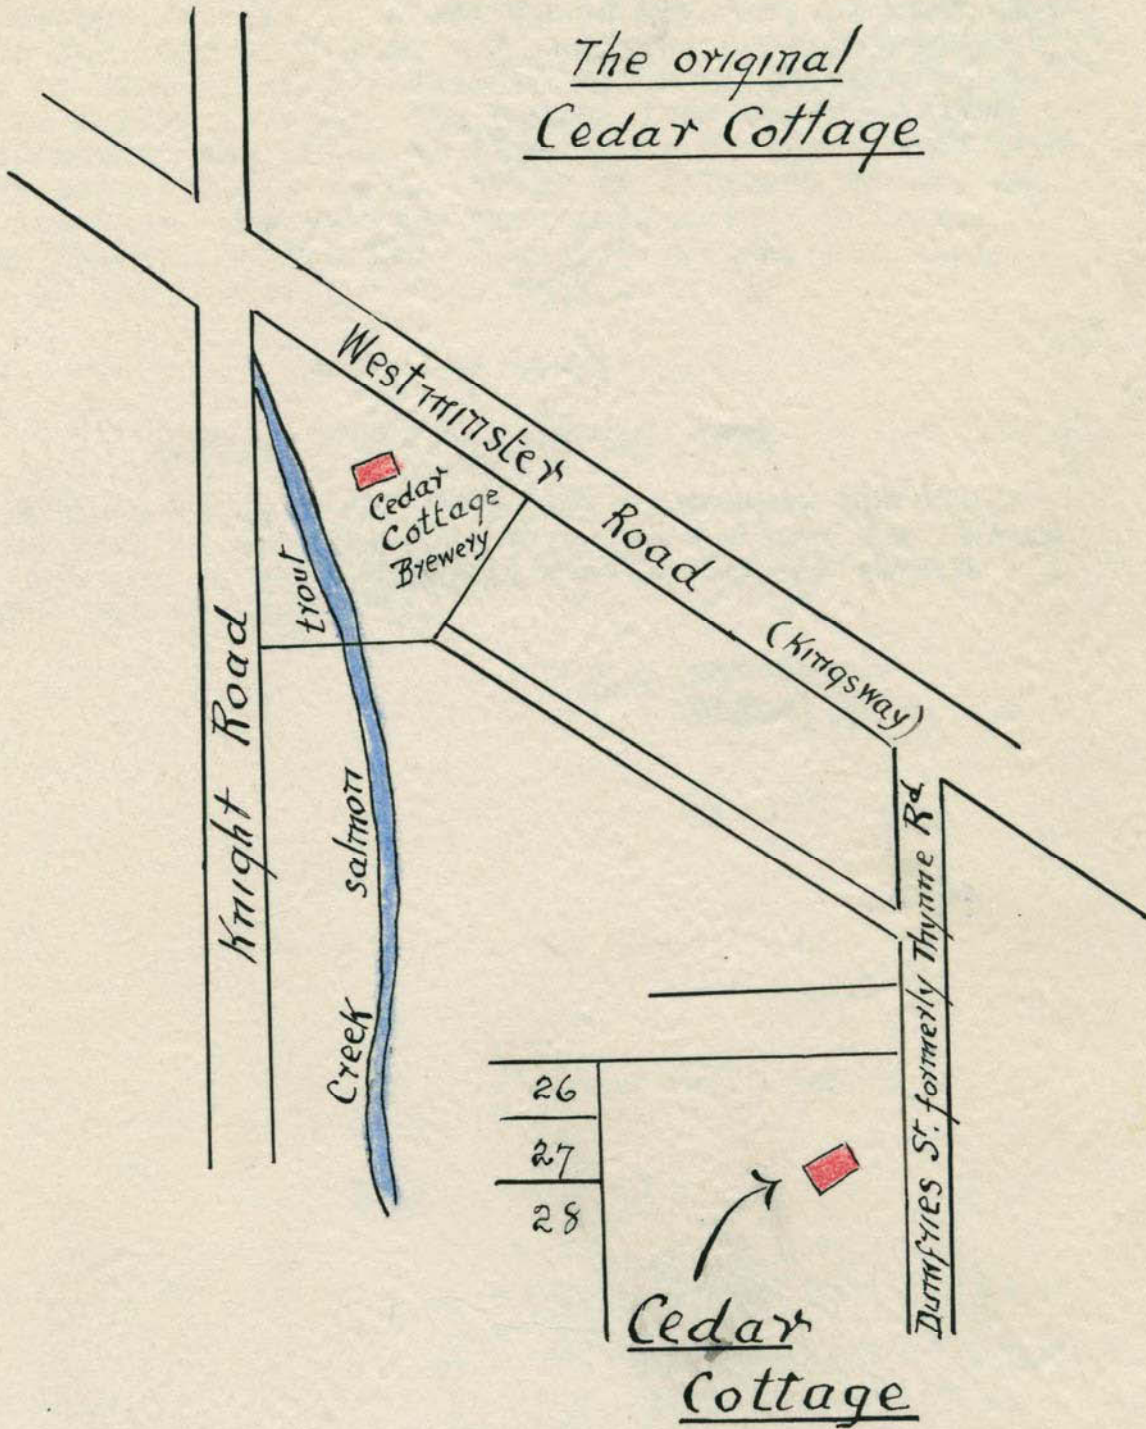 The original
Cedar Cottage
Westminster Road (Kingsway)
Cedar
Cottage
Brewery
trout
salmon
Creek
Knight Road
Dumfries St. formerly Thynne Rd
26
27
28
Cedar
Cottage